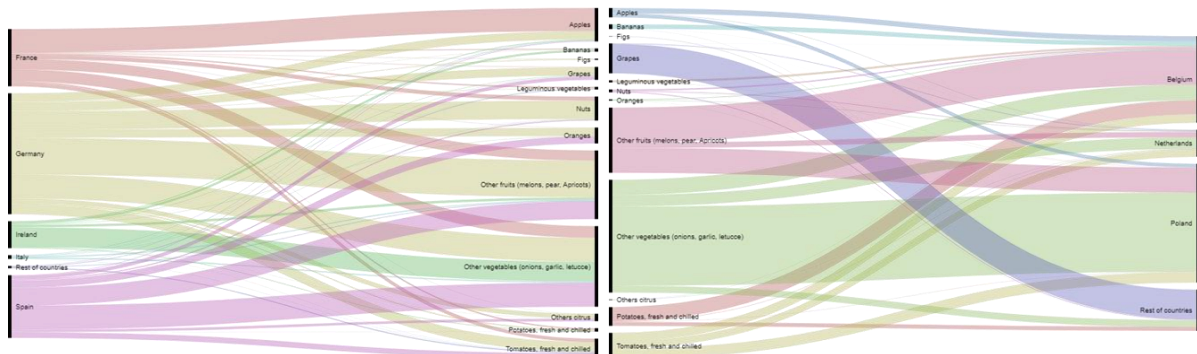 France
Germany
Ireland
Italy
Rest of countries
Spain
Apples
Bananas
Figs
Grapes
Leguminous vegetables
Nuts
Oranges
Other fruits (melons, pear, Apricots)
Other vegetables (onions, garlic, letucce)
Others citrus
Potatoes, fresh and chilled
Tomatoes, fresh and chilled
Apples
Bananas
Figs
Grapes
Leguminous vegetables
Nuts
Oranges
Other fruits (melons, pear, Apricots)
Other vegetables (onions, garlic, letucce)
Others citrus
Potatoes, fresh and chilled
Tomatoes, fresh and chilled
Belgium
Netherlands
Poland
Rest of countries